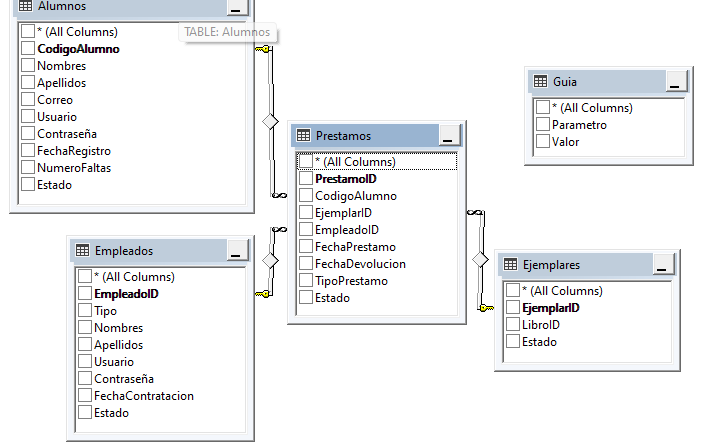 Alumnos
* (All Columns)
CodigoAlumno
Nombres
Apellidos
Correo
Usuario
Contraseña
FechaRegistro
NumeroFaltas
Estado
TABLE: Alumnos
Guia
* (All Columns)
Parametro
Valor
Prestamos
* (All Columns)
PrestamoID
CodigoAlumno
EjemplarID
EmpleadoID
FechaPrestamo
FechaDevolucion
TipoPrestamo
Estado
Empleados
* (All Columns)
EmpleadoID
Tipo
Nombres
Apellidos
Usuario
Contraseña
FechaContratacion
Estado
Ejemplares
* (All Columns)
EjemplarID
LibroID
Estado